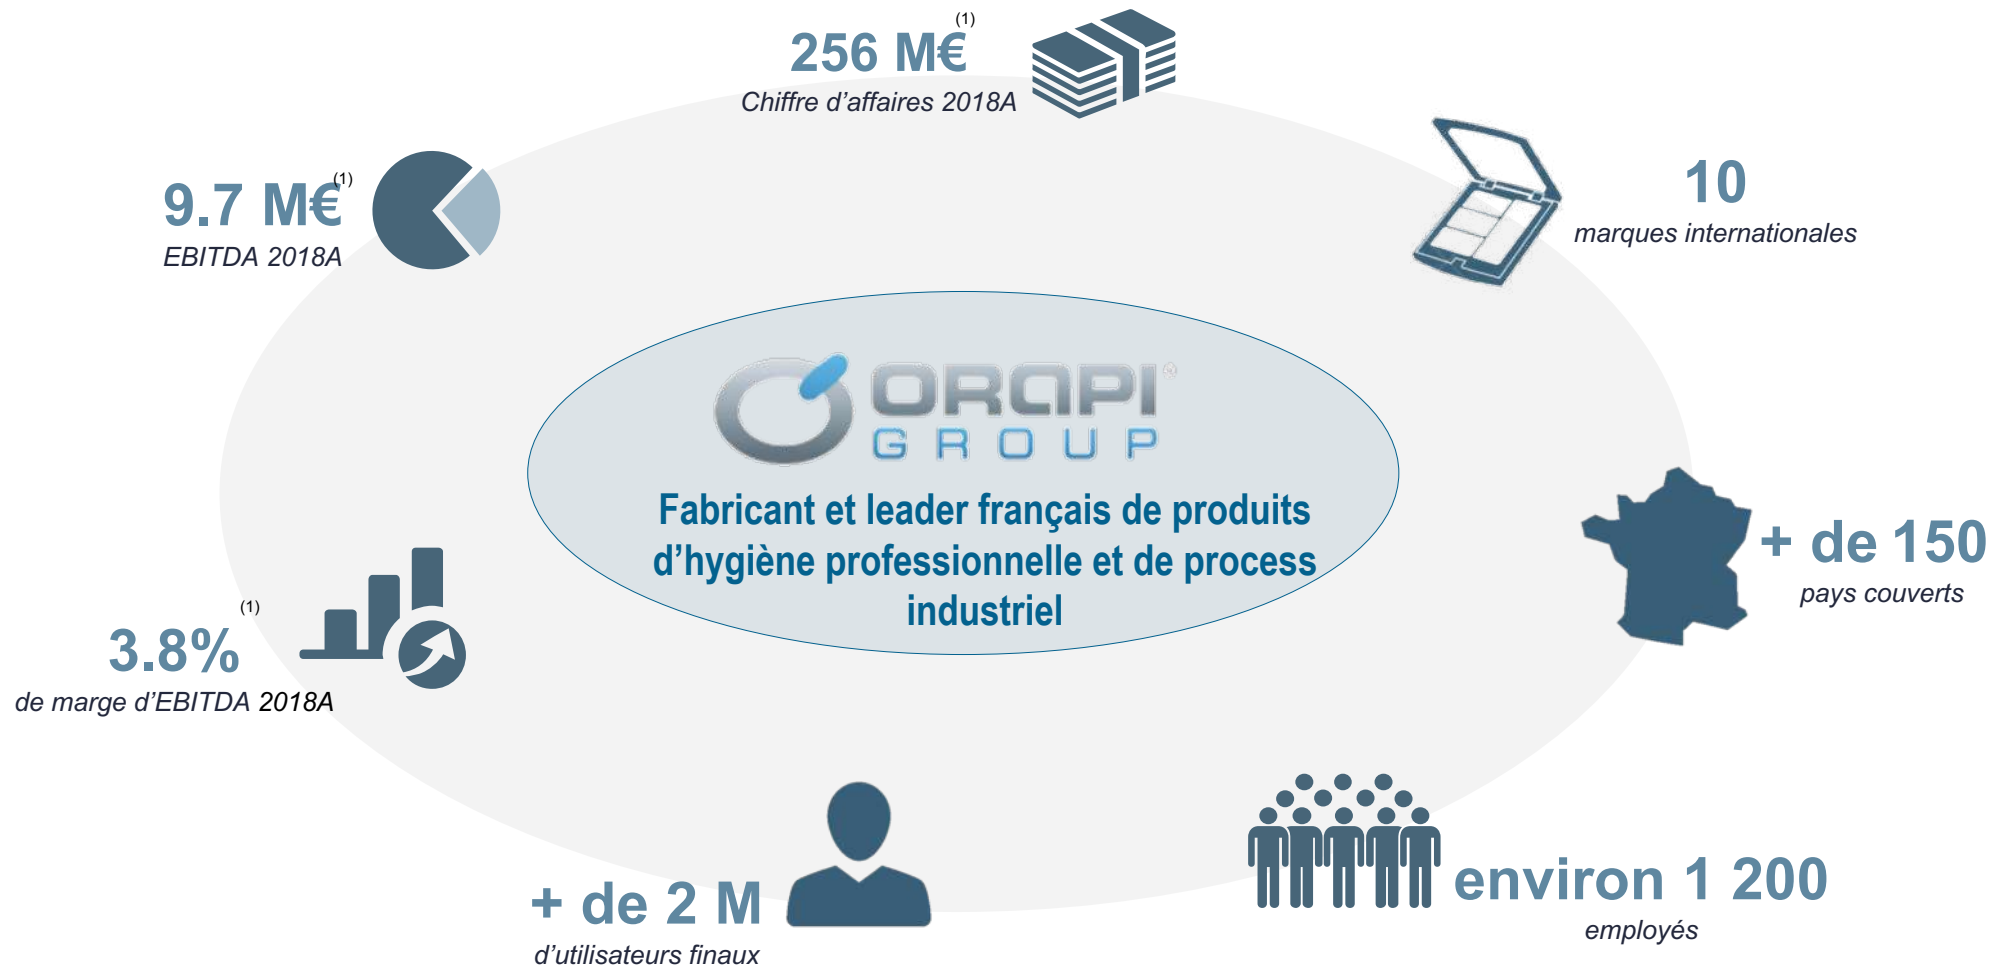 256 M€(1)
Chiffre d’affaires 2018A
9.7 M€(1)
EBITDA 2018A
10
marques internationales
ORAPI®
GROUP
Fabricant et leader français de produits
d’hygiène professionnelle et de process
industriel
+ de 150
pays couverts
3.8%(1)
de marge d’EBITDA 2018A
environ 1 200
employés
+ de 2 M
d’utilisateurs finaux